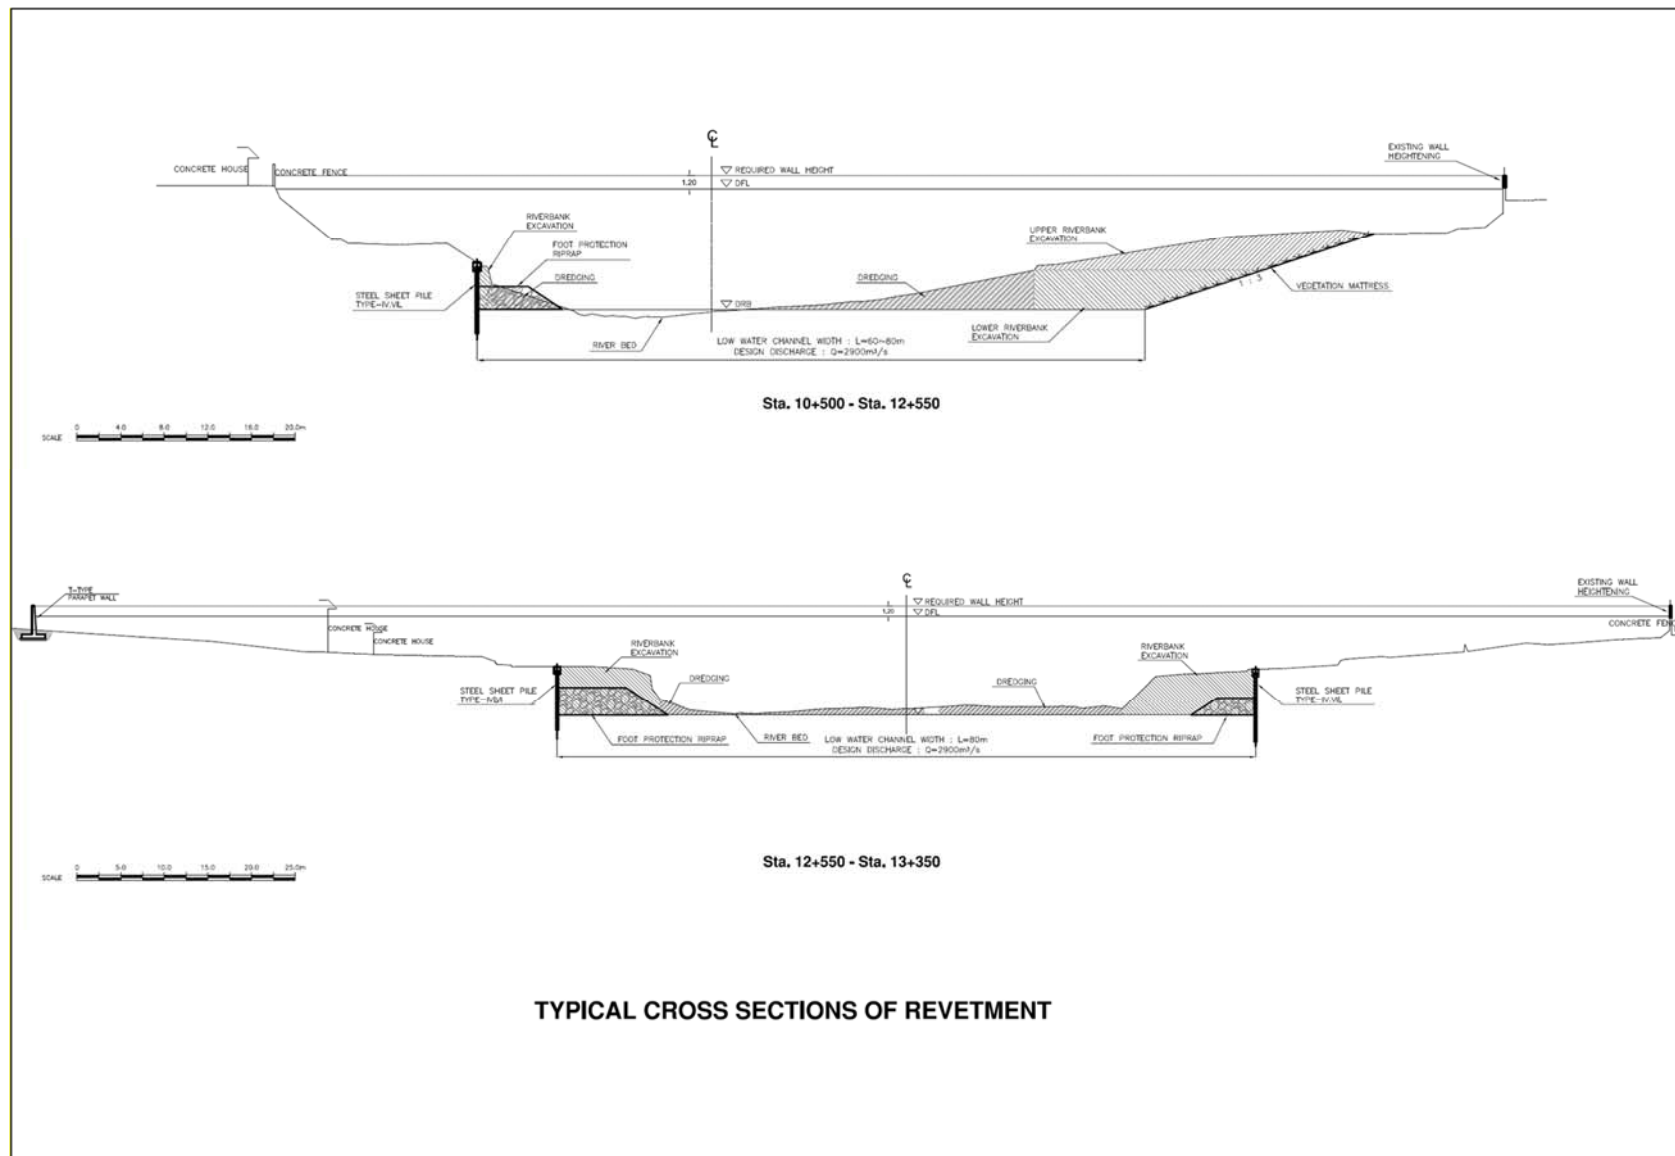 CONCRETE HOUSE
CONCRETE FENCE
℄
1.20
REQUIRED WALL HEIGHT
DFL
EXISTING WALL
HEIGHTENING
RIVERBANK
EXCAVATION
FOOT PROTECTION
RIPRAP
DREDGING
STEEL SHEET PILE
TYPE-IV.VIL
RIVER BED
DRB
LOW WATER CHANNEL WIDTH : L=60~80m
DESIGN DISCHARGE : Q=2900m³/s
DREDGING
UPPER RIVERBANK
EXCAVATION
1 : 3
VEGETATION MATTRESS
LOWER RIVERBANK
EXCAVATION
Sta. 10+500 - Sta. 12+550
SCALE
0 4.0 8.0 12.0 16.0 20.0m
T-TYPE
PARAPET WALL
CONCRETE HOUSE
CONCRETE HOUSE
℄
1.20
REQUIRED WALL HEIGHT
DFL
EXISTING WALL
HEIGHTENING
RIVERBANK
EXCAVATION
STEEL SHEET PILE
DREDGING
FOOT PROTECTION RIPRAP
RIVER BED
LOW WATER CHANNEL WIDTH : L=80m
DESIGN DISCHARGE : Q=2900m³/s
DREDGING
RIVERBANK
EXCAVATION
STEEL SHEET PILE
TYPE-IV.VIL
FOOT PROTECTION RIPRAP
CONCRETE FENC
Sta. 12+550 - Sta. 13+350
SCALE
0 5.0 10.0 15.0 20.0 25.0m
TYPICAL CROSS SECTIONS OF REVETMENT